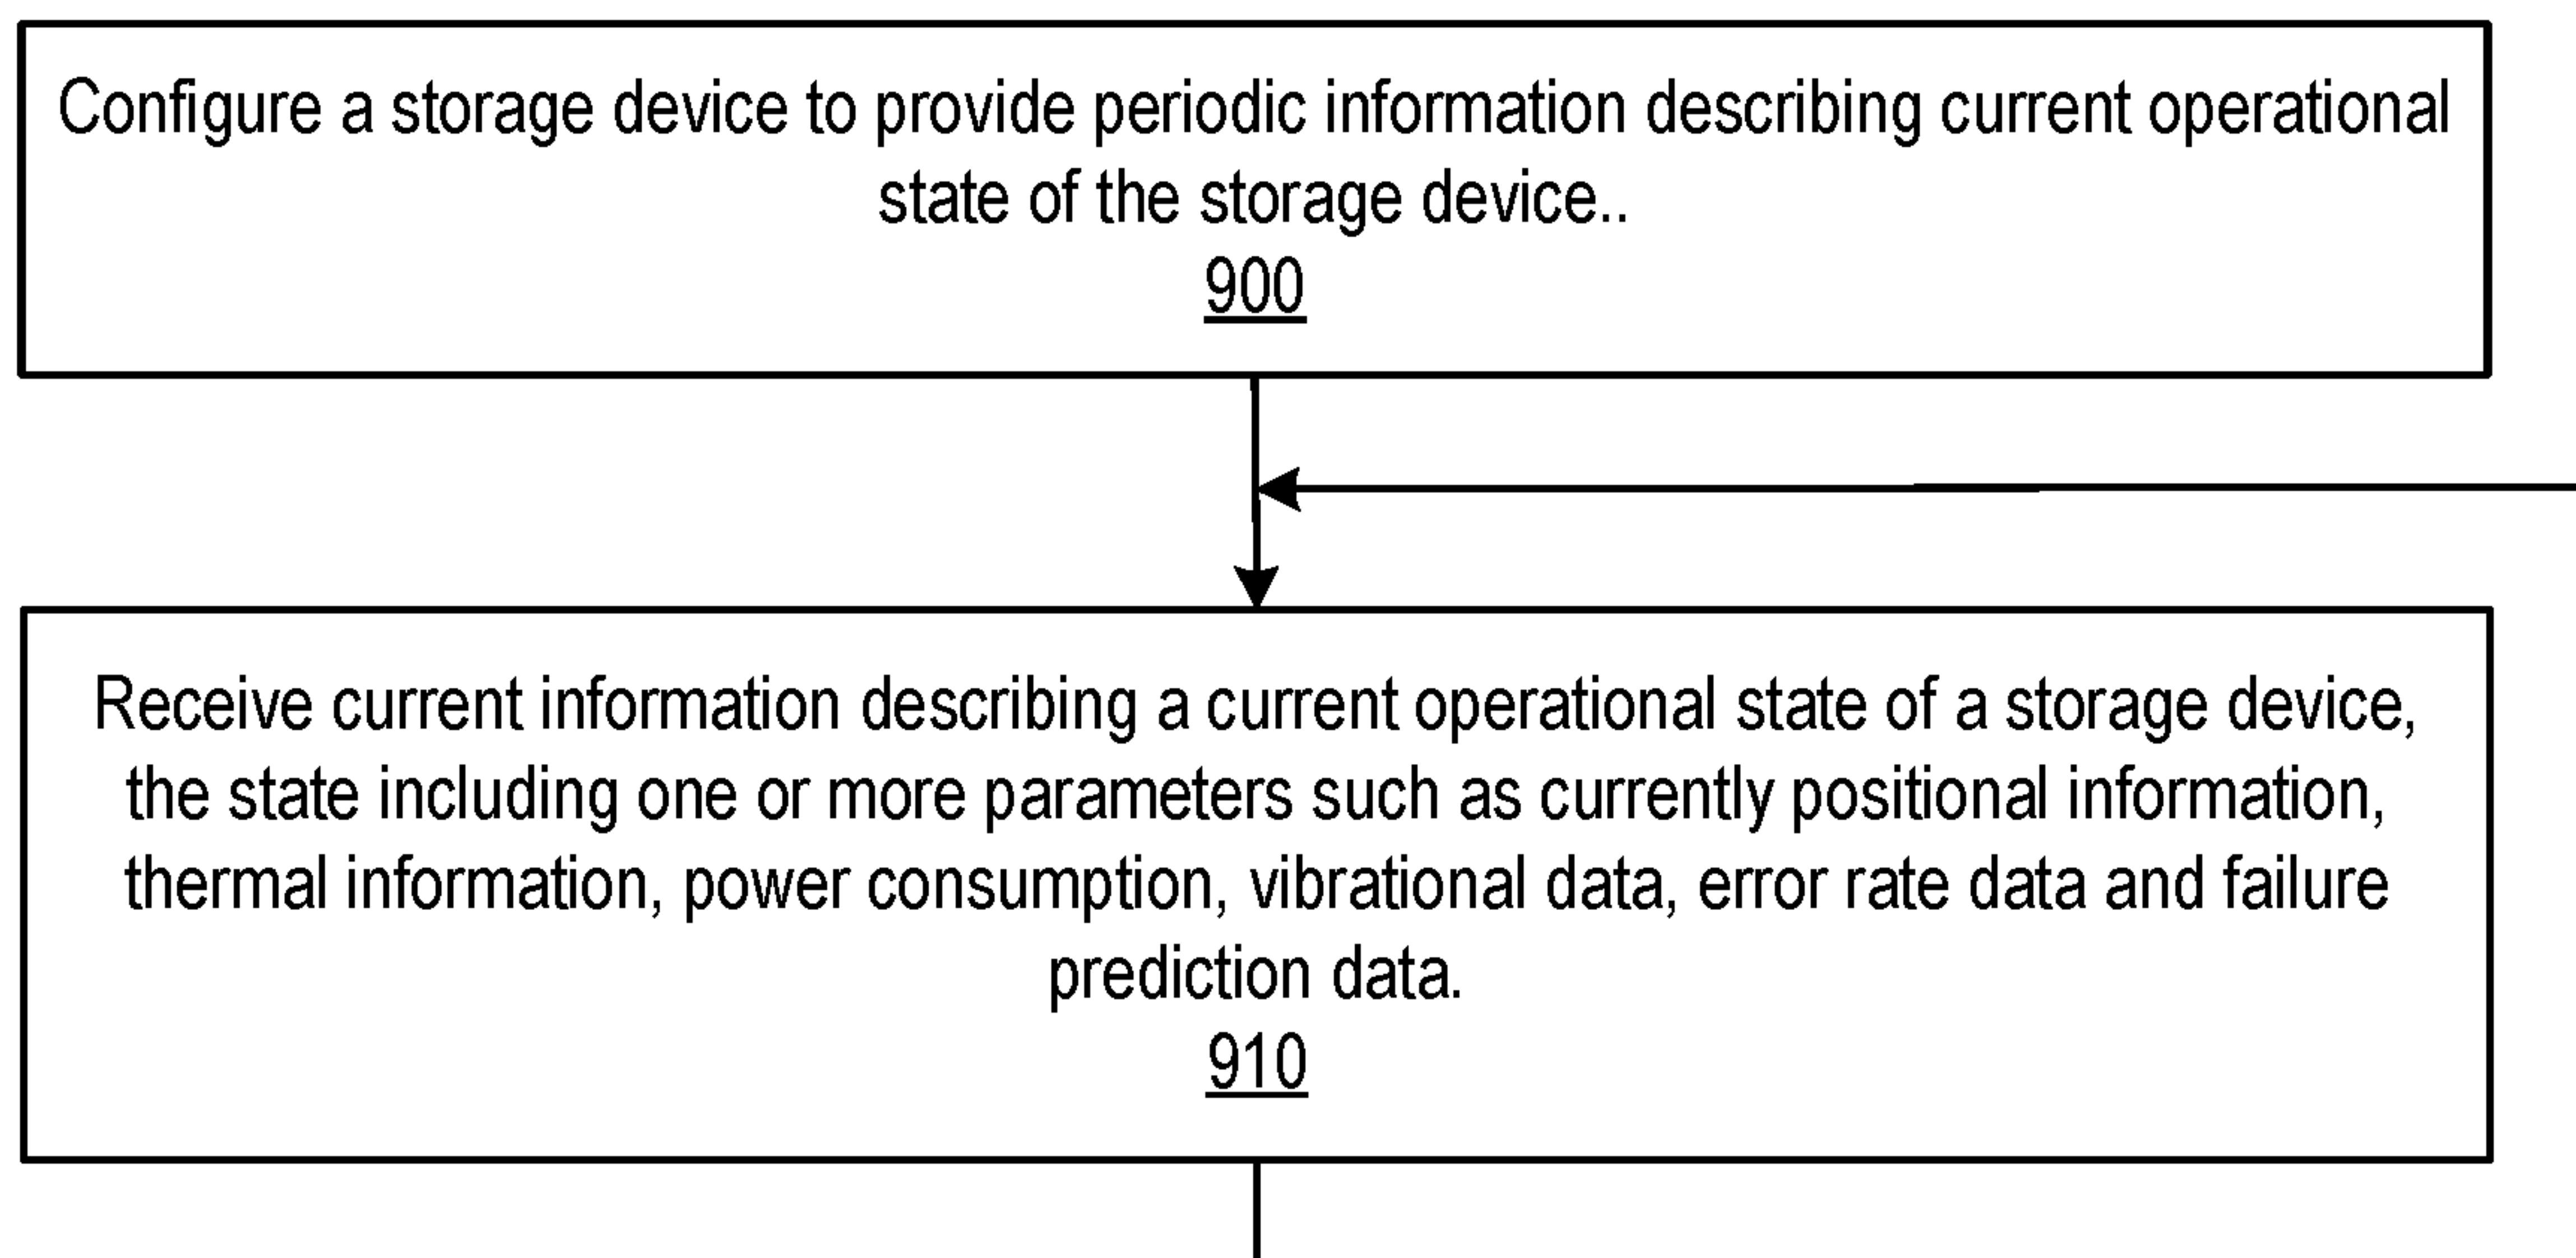 Configure a storage device to provide periodic information describing current operational
state of the storage device..
900
Receive current information describing a current operational state of a storage device,
the state including one or more parameters such as currently positional information,
thermal information, power consumption, vibrational data, error rate data and failure
prediction data.
910